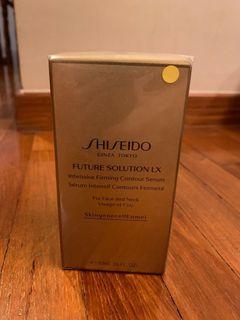 SHISEIDO
GINZA TOKYO
FUTURE SOLUTION LX
Intensive Firming Contour Serum
Sérum Intensif Contours Fermeté
For Face and Neck
Visage et Cou
SkingenecellEnmei